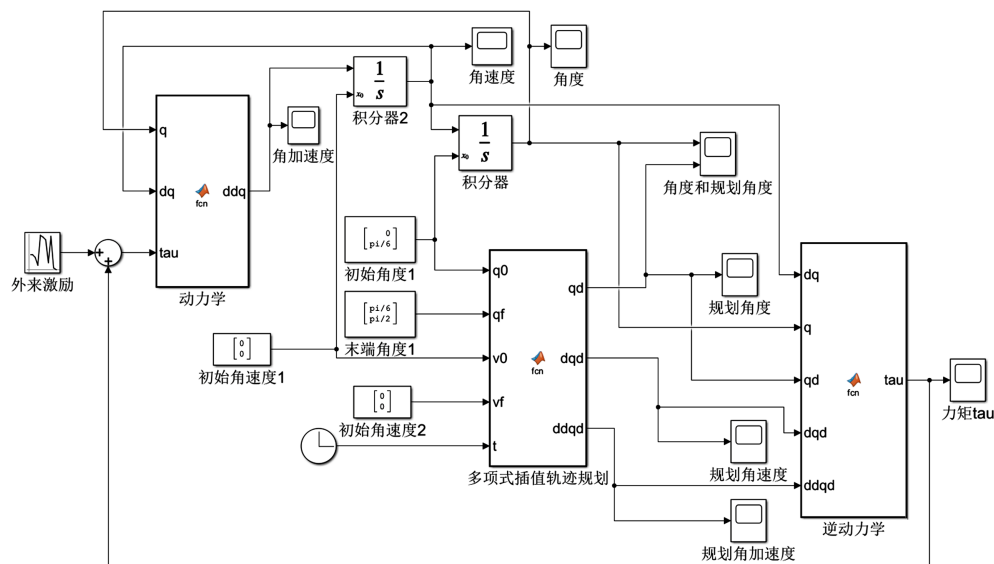 角速度
角度
1
s
x₀
积分器2
q
dq
tau
fcn
ddq
动力学
角加速度
1
s
x₀
积分器
角度和规划角度
外来激励
0
pi/6
初始角度1
pi/6
pi/2
末端角度1
0
0
初始角速度1
0
0
初始角速度2
q0
qf
v0
vf
t
fcn
qd
dqd
ddqd
多项式插值轨迹规划
规划角度
规划角速度
规划角加速度
dq
q
qd
dqd
ddqd
fcn
tau
逆动力学
力矩tau